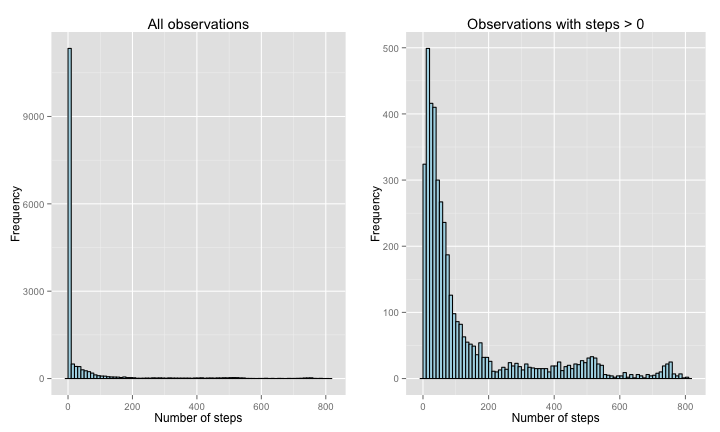 All observations
Frequency
9000
6000
3000
0
0 200 400 600 800
Number of steps
Observations with steps > 0
Frequency
500
400
300
200
100
0
0 200 400 600 800
Number of steps